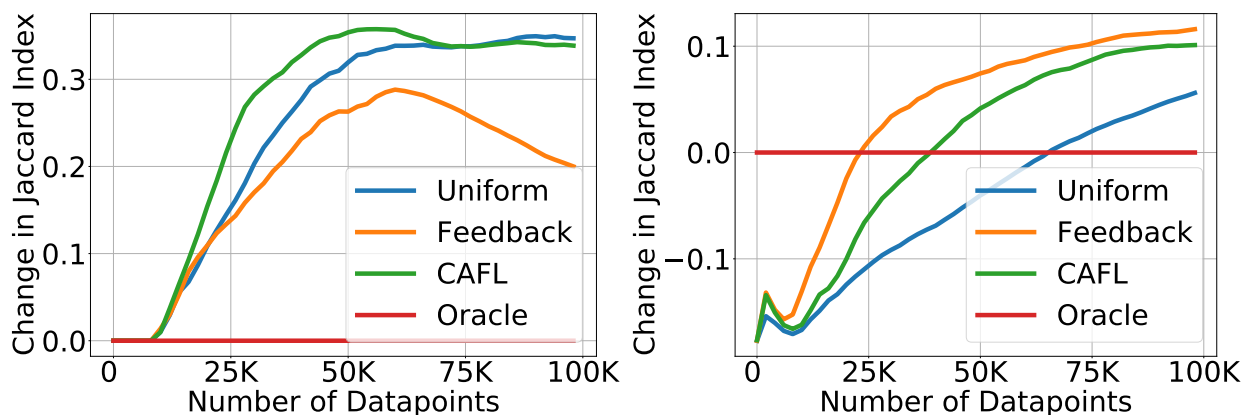 Change in Jaccard Index
0.3
0.2
0.1
0.0
Uniform
Feedback
CAFL
Oracle
0
25K
50K
75K
100K
Number of Datapoints
Change in Jaccard Index
0.1
0.0
−0.1
Uniform
Feedback
CAFL
Oracle
0
25K
50K
75K
100K
Number of Datapoints